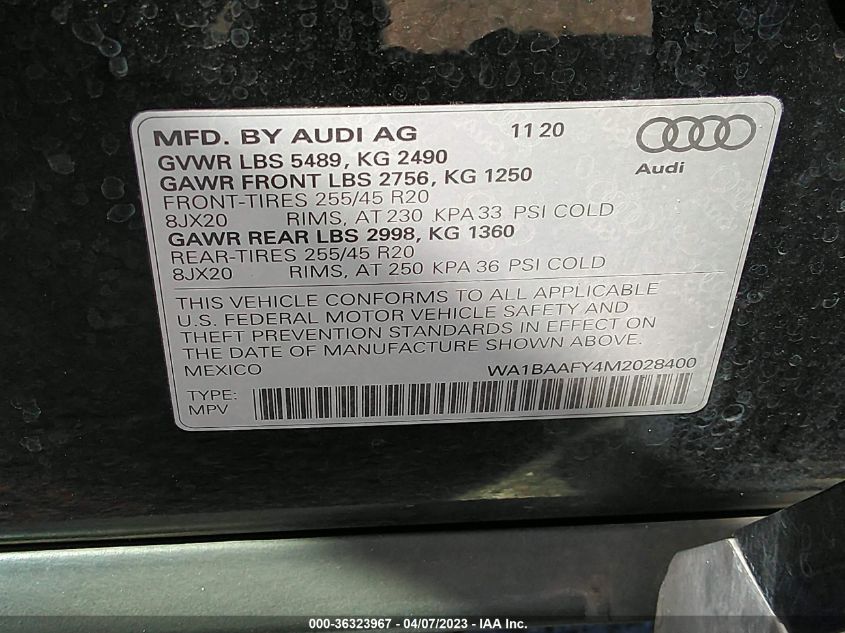 MFD. BY AUDI AG 11 20
Audi
GVWR LBS 5489, KG 2490
GAWR FRONT LBS 2756, KG 1250
FRONT-TIRES 255/45 R20
8JX20 RIMS, AT 230 KPA 33 PSI COLD
GAWR REAR LBS 2998, KG 1360
REAR-TIRES 255/45 R20
8JX20 RIMS, AT 250 KPA 36 PSI COLD
THIS VEHICLE CONFORMS TO ALL APPLICABLE
U.S. FEDERAL MOTOR VEHICLE SAFETY AND
THEFT PREVENTION STANDARDS IN EFFECT ON
THE DATE OF MANUFACTURE SHOWN ABOVE.
MEXICO WA1BAAFY4M2028400
TYPE:
MPV
000-36323967 - 04/07/2023 - IAA Inc.